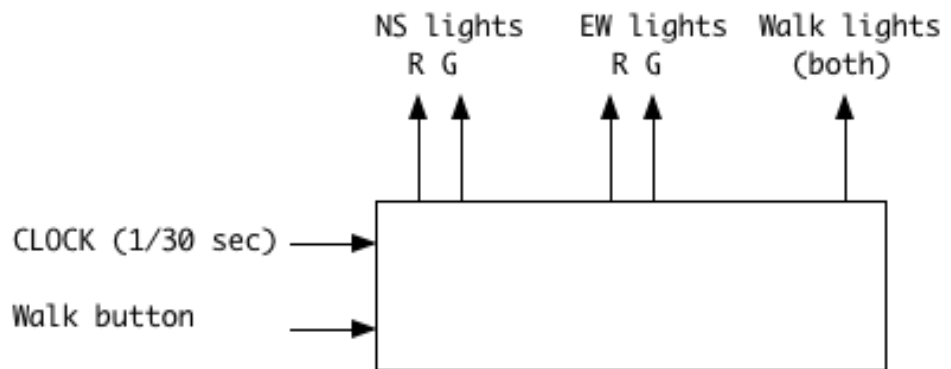 NS lights EW lights Walk lights
R G R G (both)
CLOCK (1/30 sec)
Walk button